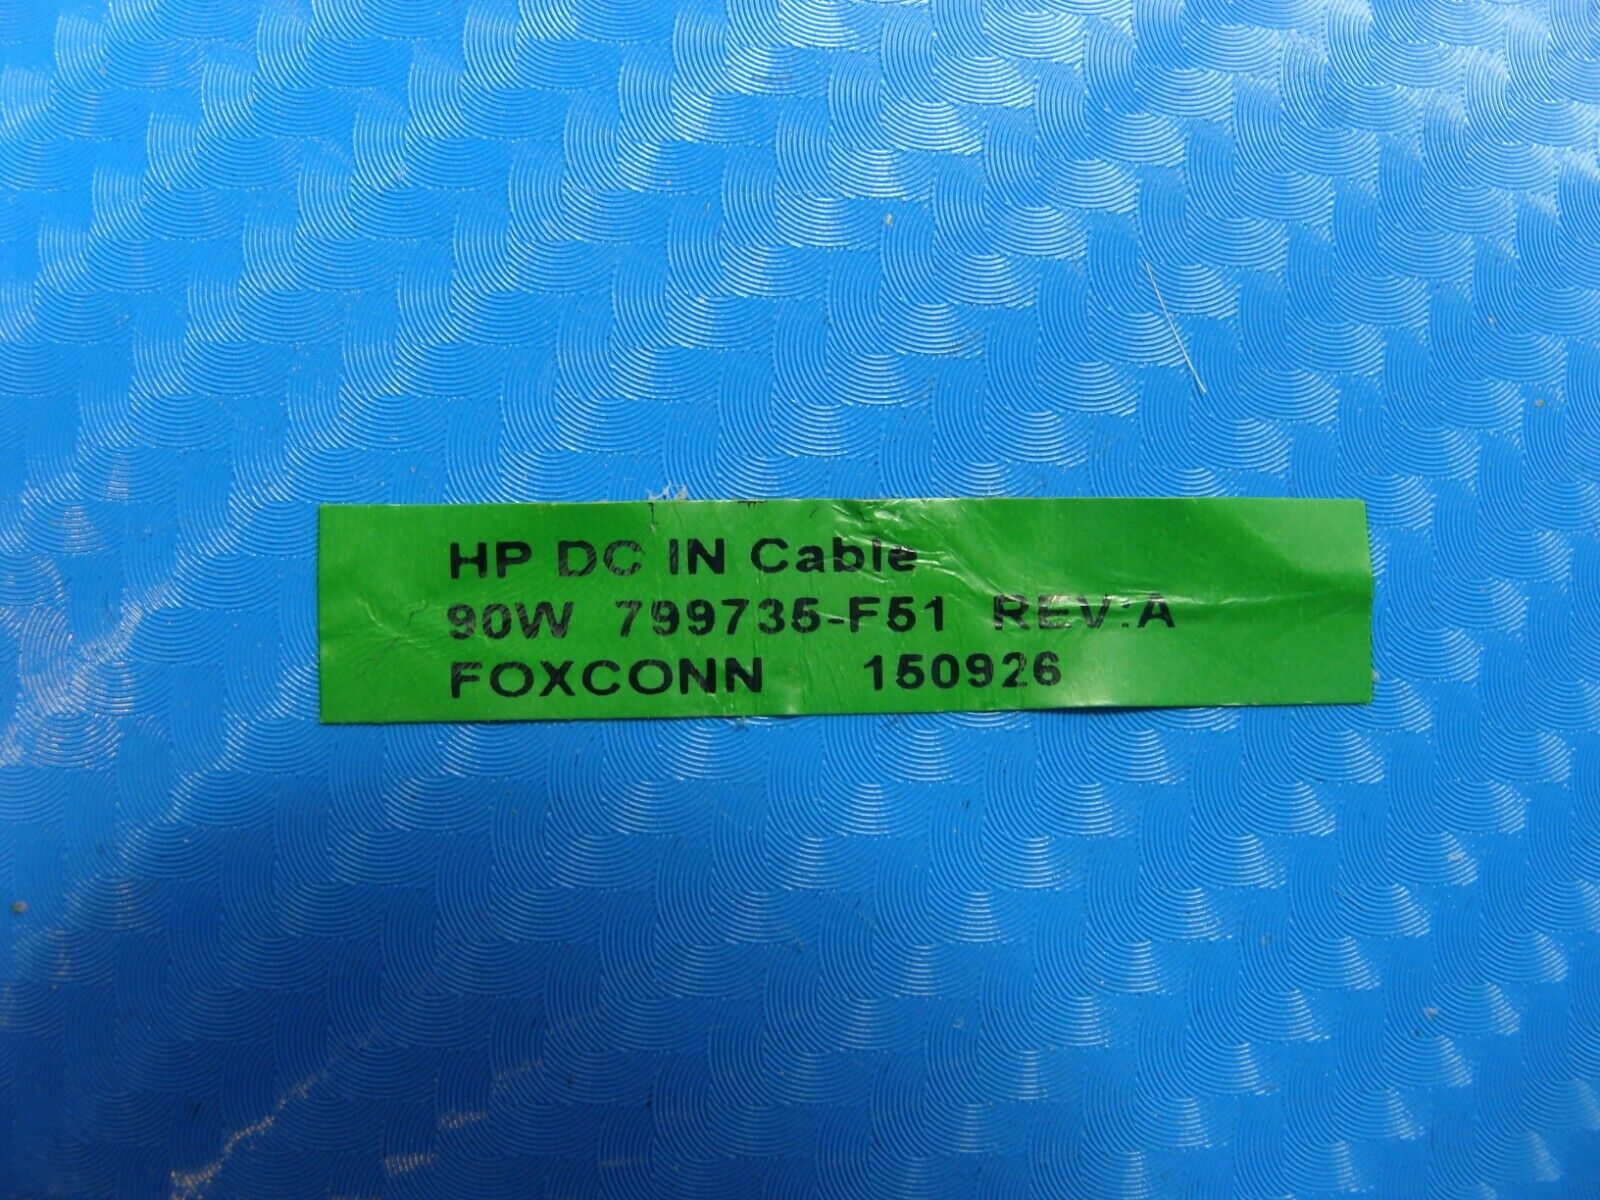 HP DC IN Cable
90W 799735-F51 REV:A
FOXCONN 150926